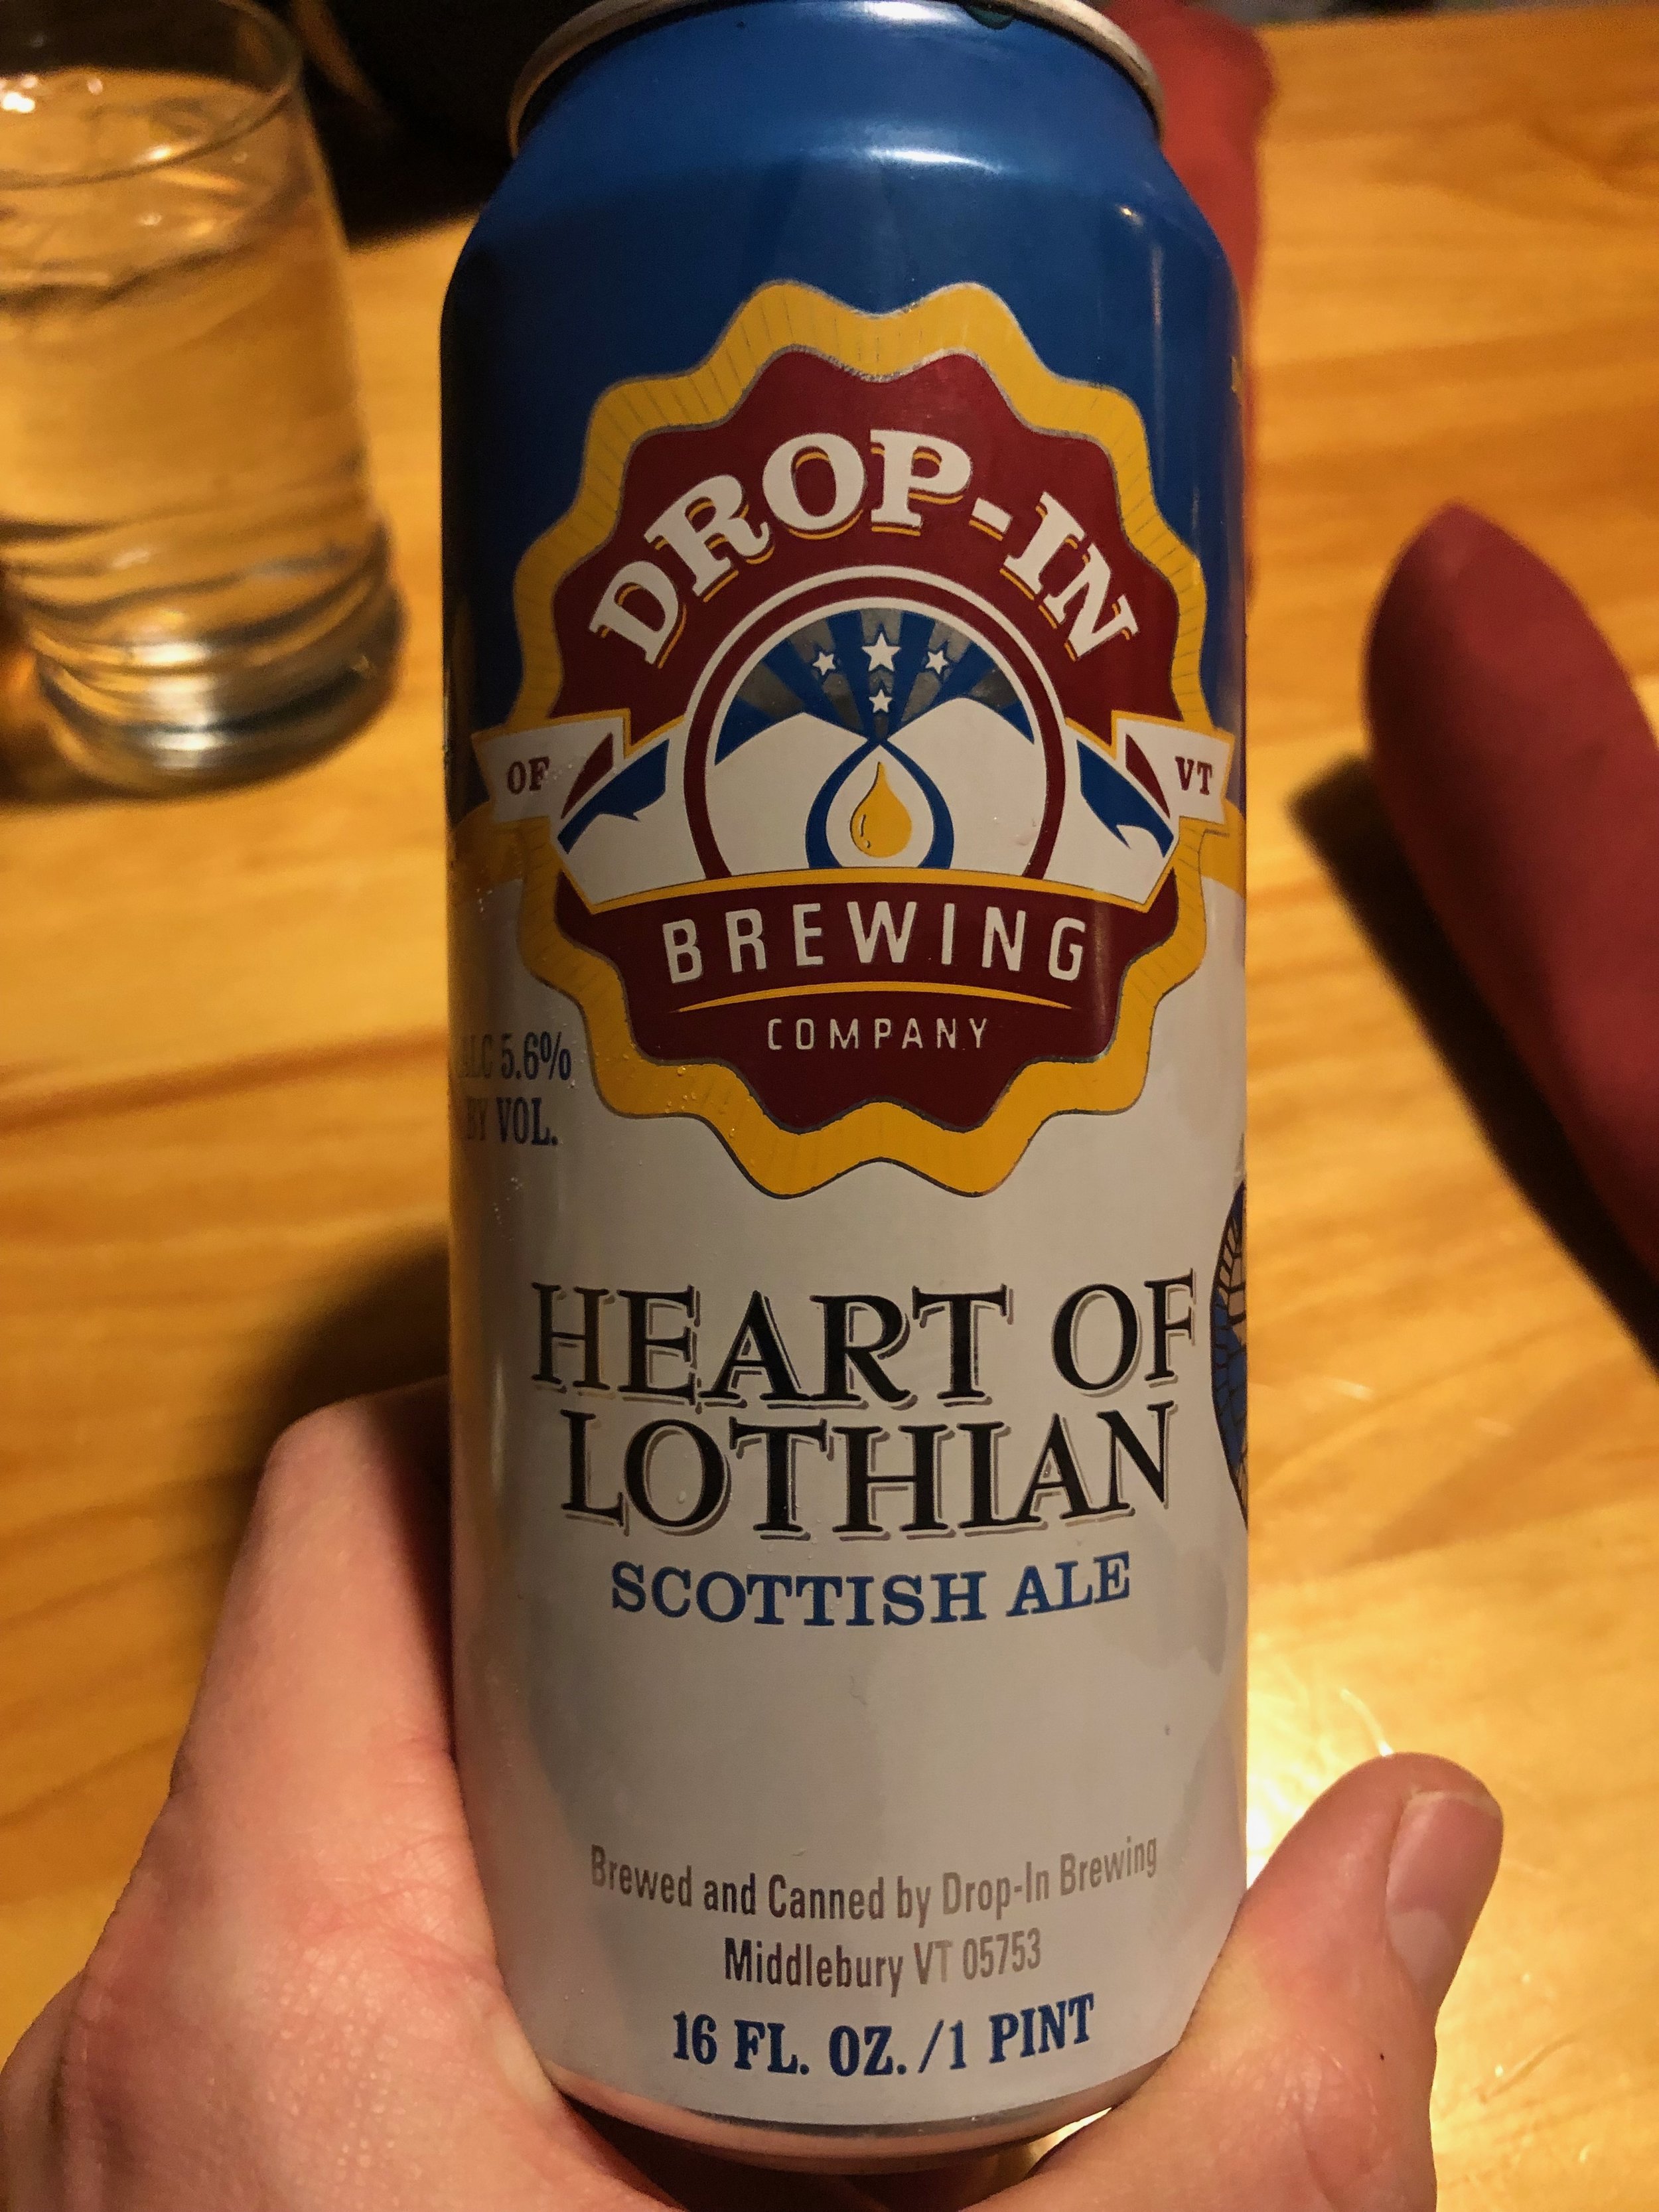 DROP-IN
OF VT
BREWING
COMPANY
ALC 5.6%
BY VOL.
HEART OF
LOTHIAN
SCOTTISH ALE
Brewed and Canned by Drop-In Brewing
Middlebury VT 05753
16 FL. OZ./1 PINT